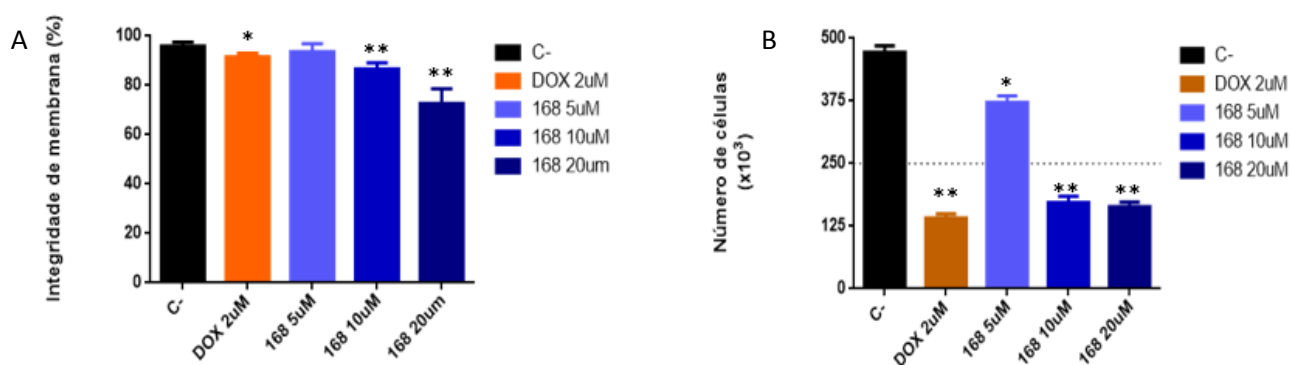 A
Integridade de membrana (%)
100
80
60
40
20
0
*
**
**
C-
DOX 2uM
168 5uM
168 10uM
168 20um
C-
DOX 2uM
168 5uM
168 10uM
168 20um
B
Número de células
(x10³)
500
375
250
125
0
**
*
**
**
C-
DOX 2uM
168 5uM
168 10uM
168 20uM
C-
DOX 2uM
168 5uM
168 10uM
168 20uM